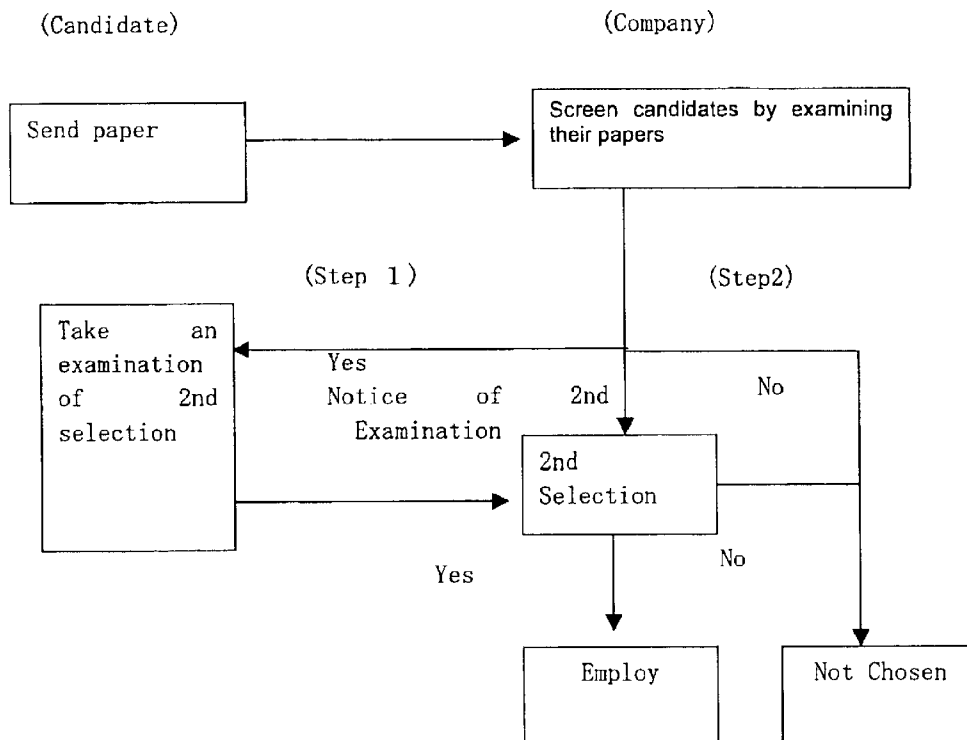 (Candidate)
(Company)
Send paper
Screen candidates by examining
their papers
(Step 1)
(Step2)
Take an
examination
of 2nd
selection
Yes
Notice of 2nd
Examination
No
2nd
Selection
Yes
No
Employ
Not Chosen